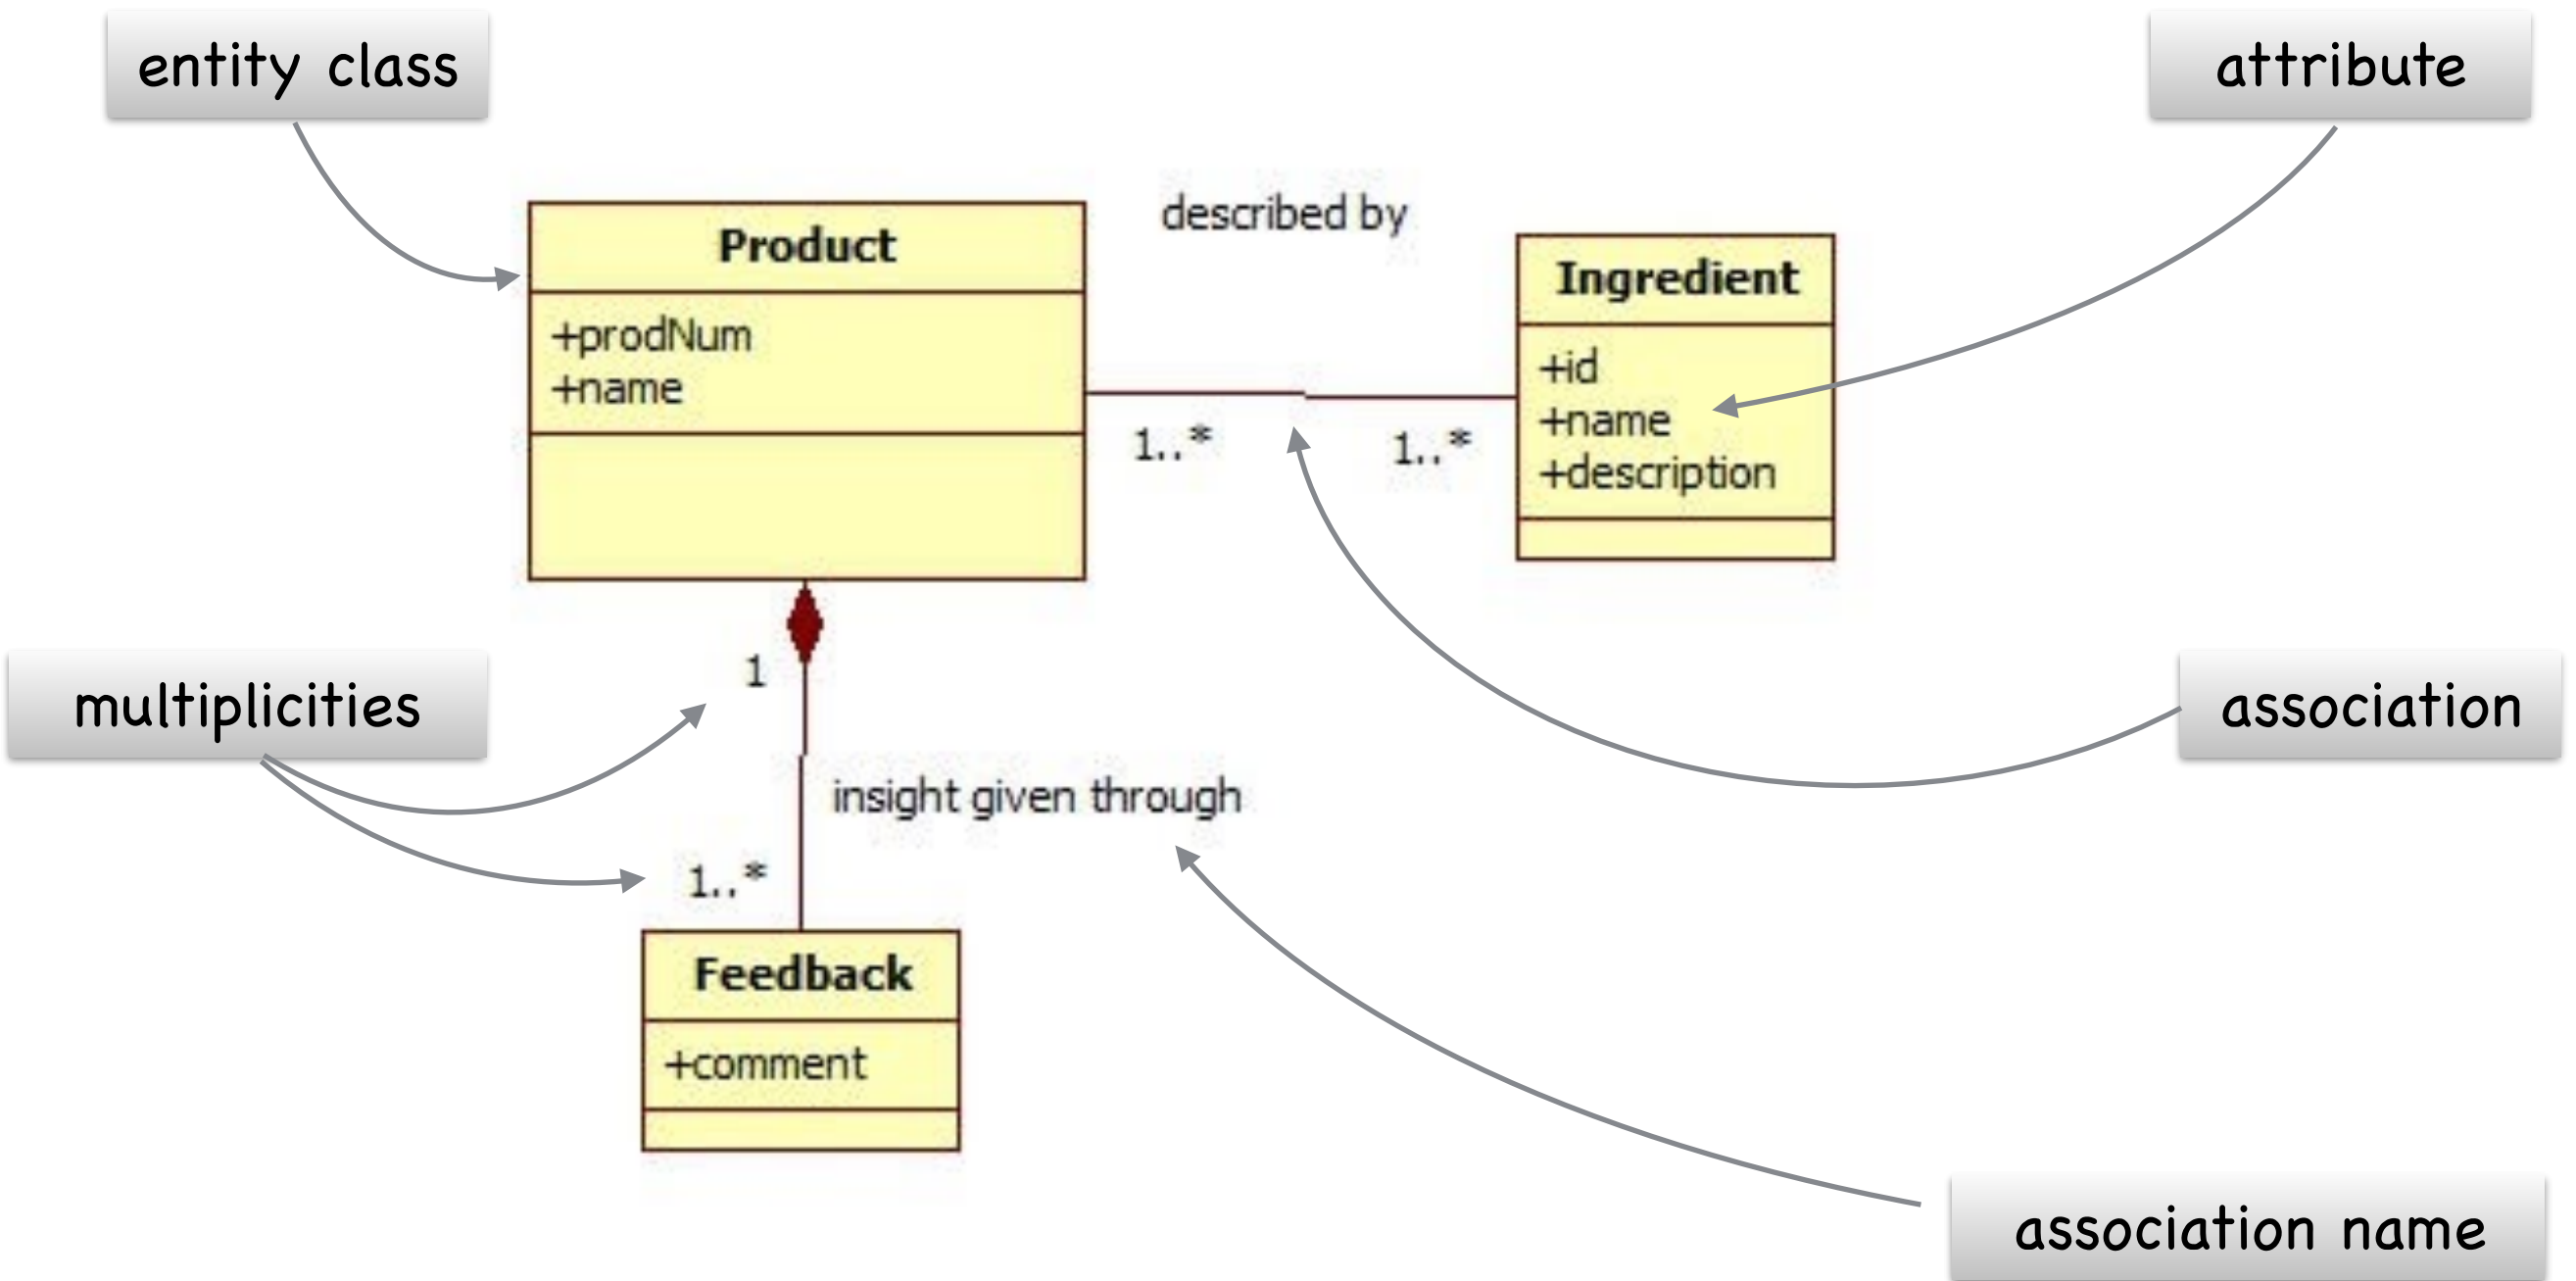 entity class
attribute
described by
Product
+prodNum
+name
Ingredient
+id
+name
+description
1..*
1..*
1
multiplicities
association
insight given through
1..*
Feedback
+comment
association name